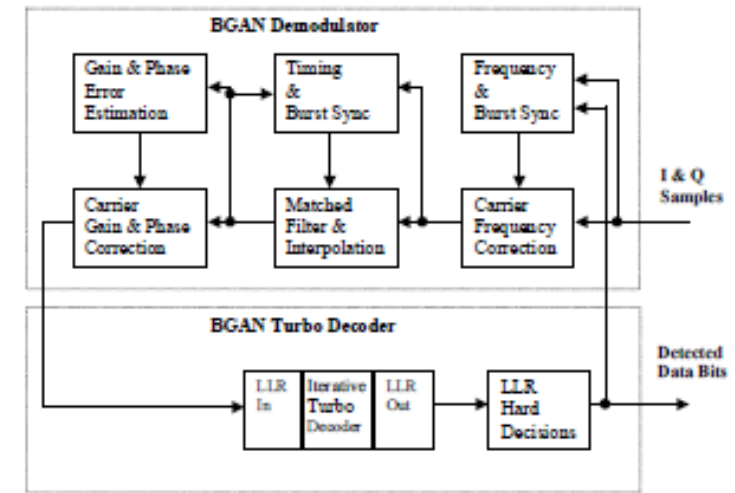 BGAN Demodulator
Gain & Phase
Error
Estimation
Timing
&
Burst Sync
Frequency
&
Burst Sync
I & Q
Samples
Carrier
Gain & Phase
Correction
Matched
Filter &
Interpolation
Carrier
Frequency
Correction
BGAN Turbo Decoder
Detected
Data Bits
LLR
In
Iterative
Turbo
Decoder
LLR
Out
LLR
Hard
Decisions